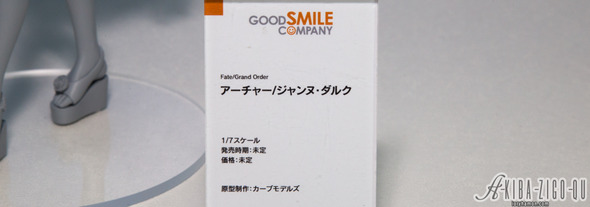 GOOD SMILE
COMPANY
Fate/Grand Order
アーチャー/ジャンヌ・ダルク
1/7スケール
発売時期：未定
価格：未定
原型制作：カーブモデルズ
A-KIBA-ZIGO-QU